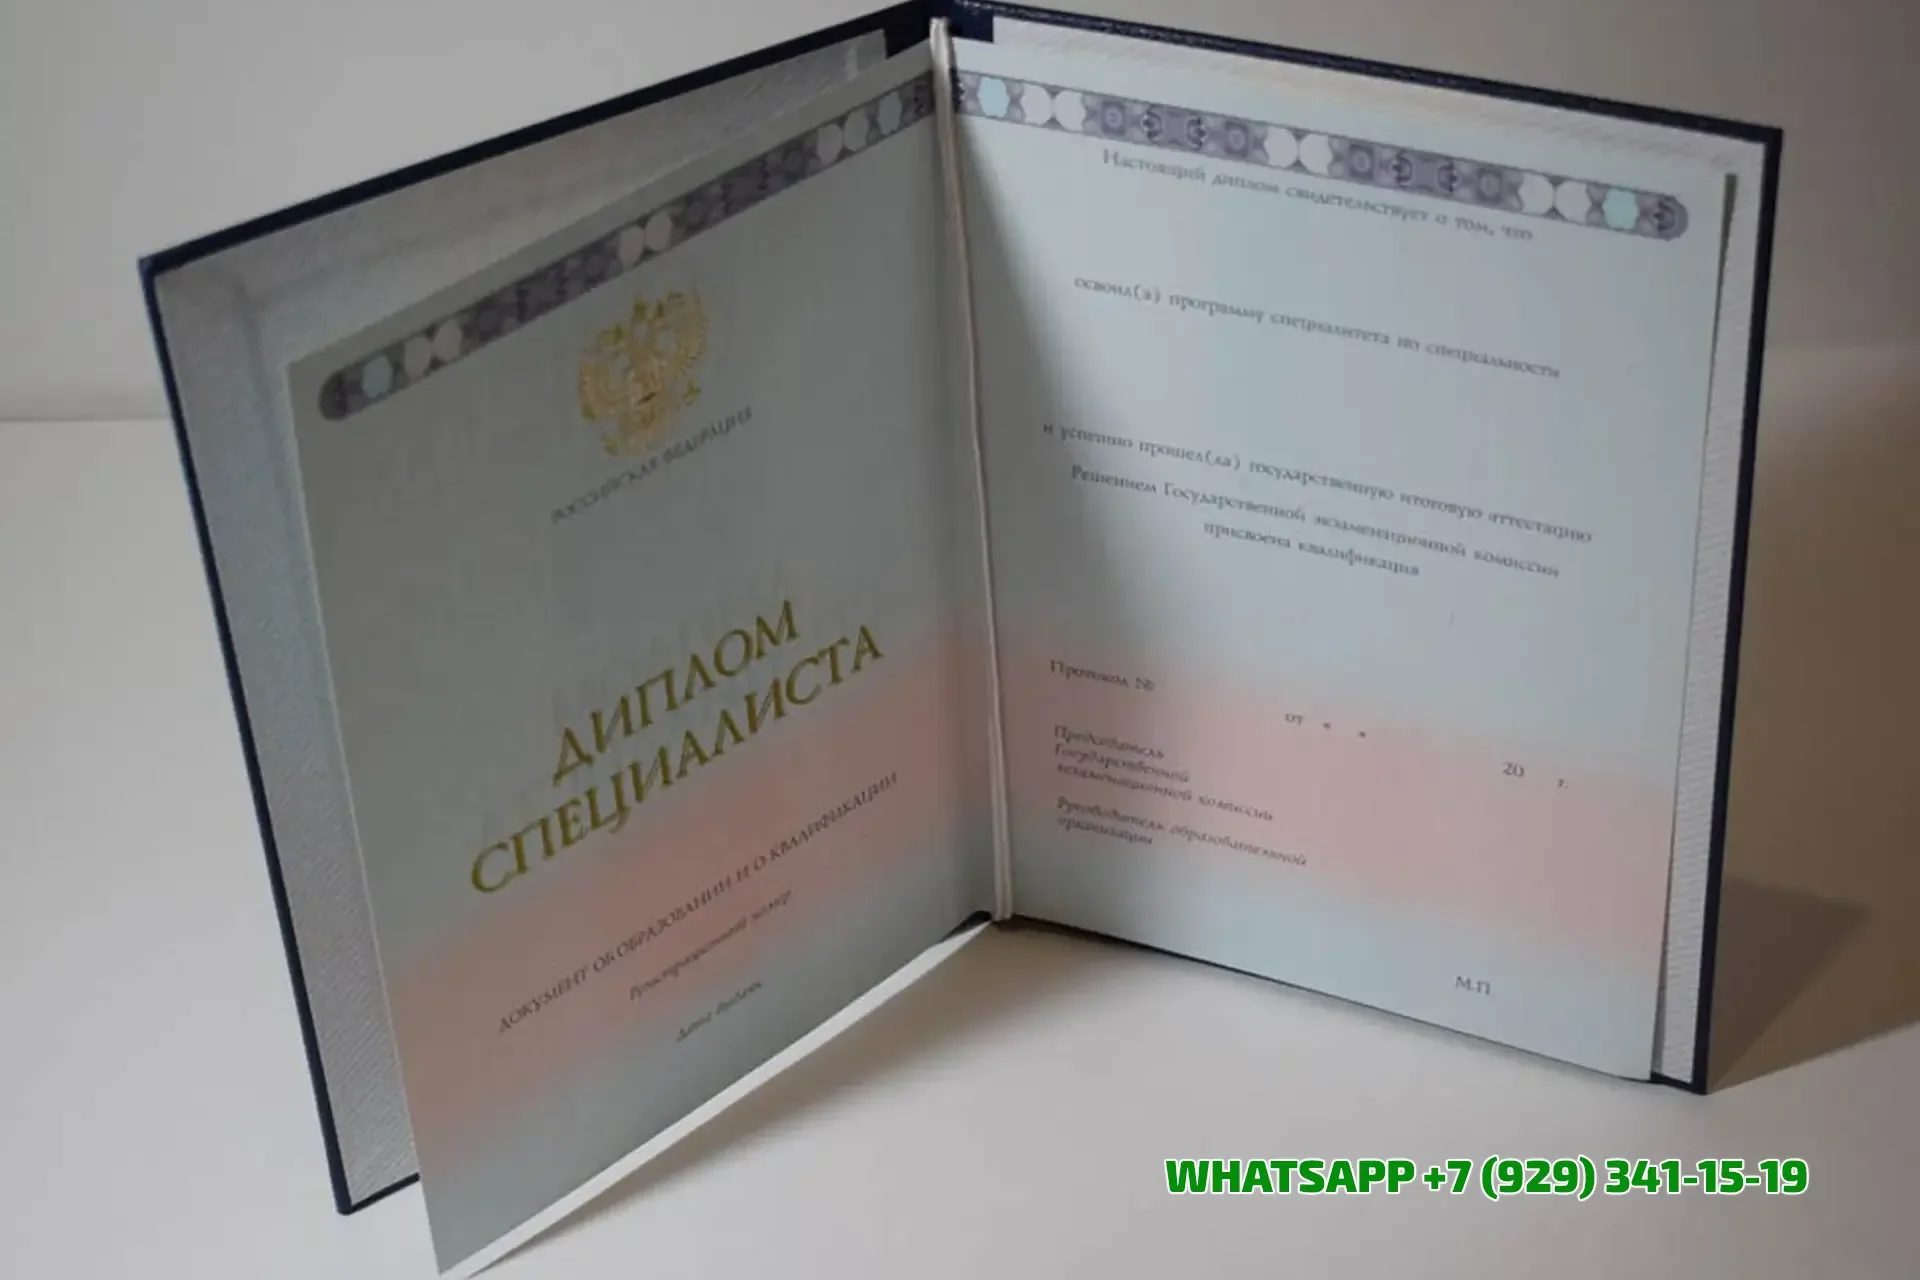 РОССИЙСКАЯ ФЕДЕРАЦИЯ
ДИПЛОМ
СПЕЦИАЛИСТА
ДОКУМЕНТ ОБ ОБРАЗОВАНИИ И О КВАЛИФИКАЦИИ
Регистрационный номер
Дата выдачи
Настоящий диплом свидетельствует о том, что
освоил(а) программу специалитета по специальности
и успешно прошел(ла) государственную итоговую аттестацию
Решением Государственной экзаменационной комиссии
присвоена квалификация
Протокол №
от « »
20 г.
Председатель
Государственной
экзаменационной комиссии
Руководитель образовательной
организации
М.П.
WHATSAPP +7 (929) 341-15-19